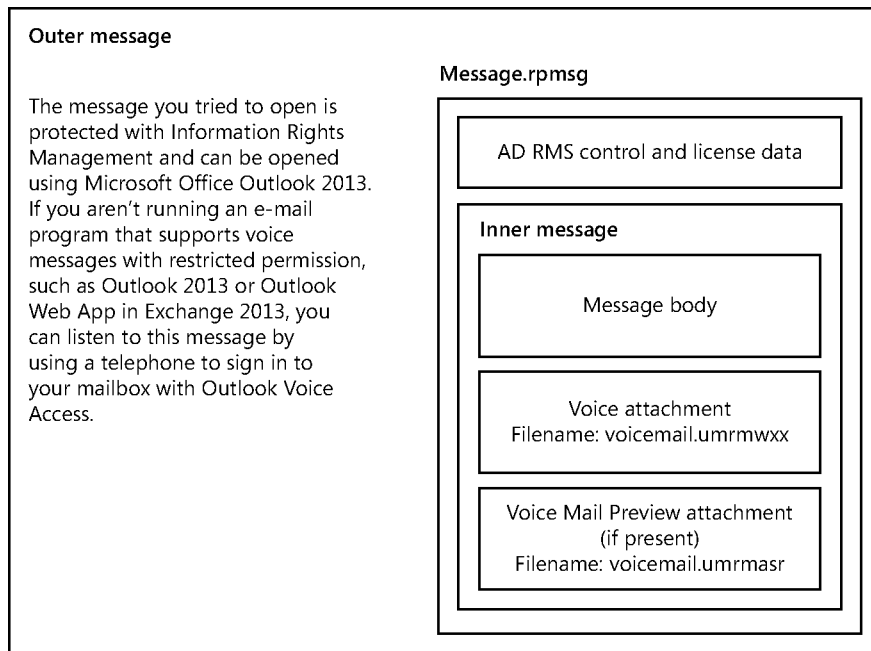 Outer message
The message you tried to open is
protected with Information Rights
Management and can be opened
using Microsoft Office Outlook 2013.
If you aren't running an e-mail
program that supports voice
messages with restricted permission,
such as Outlook 2013 or Outlook
Web App in Exchange 2013, you
can listen to this message by
using a telephone to sign in to
your mailbox with Outlook Voice
Access.
Message.rpmsg
AD RMS control and license data
Inner message
Message body
Voice attachment
Filename: voicemail.umrmwxx
Voice Mail Preview attachment
(if present)
Filename: voicemail.umrmasr